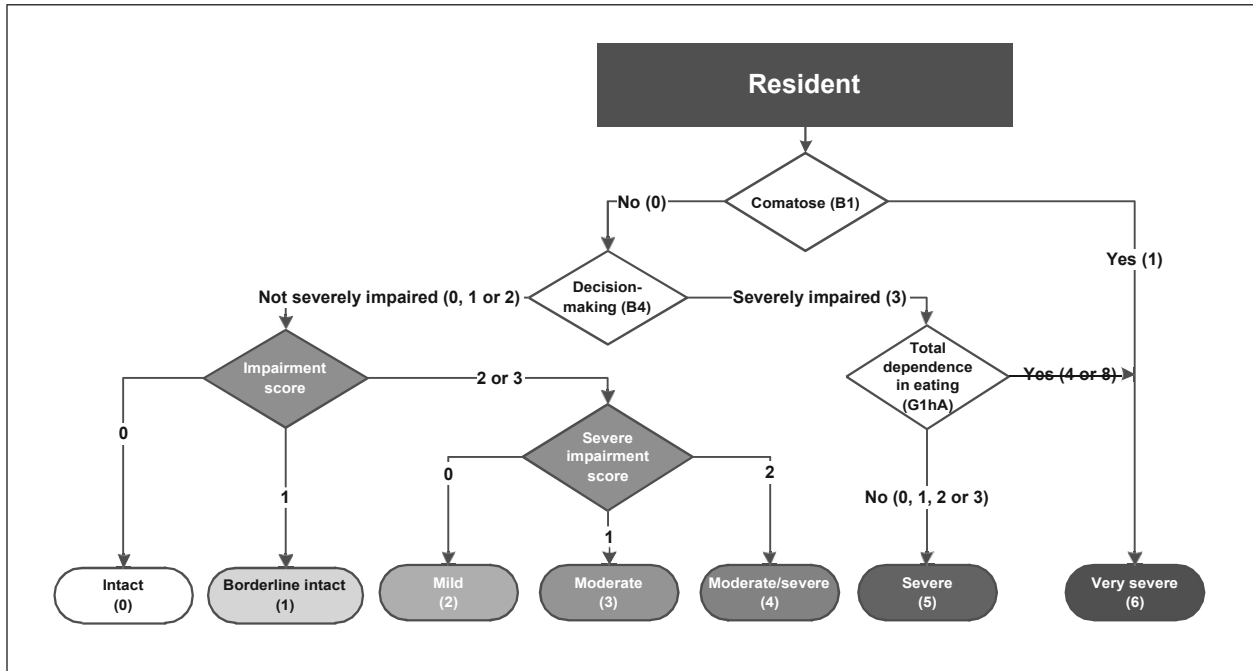 Resident
Comatose (B1)
No (0)
Yes (1)
Decision-
making (B4)
Not severely impaired (0, 1 or 2)
Severely impaired (3)
Total
dependence
in eating
(G1hA)
Yes (4 or 8)
Impairment
score
2 or 3
0
Severe
impairment
score
0
2
1
No (0, 1, 2 or 3)
1
Intact
(0)
Borderline intact
(1)
Mild
(2)
Moderate
(3)
Moderate/severe
(4)
Severe
(5)
Very severe
(6)